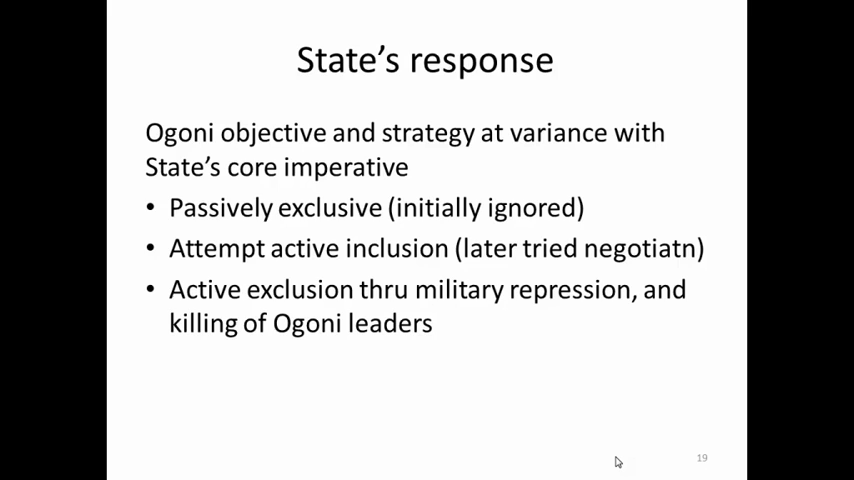 State’s response
Ogoni objective and strategy at variance with
State’s core imperative
• Passively exclusive (initially ignored)
• Attempt active inclusion (later tried negotiatn)
• Active exclusion thru military repression, and
killing of Ogoni leaders
19